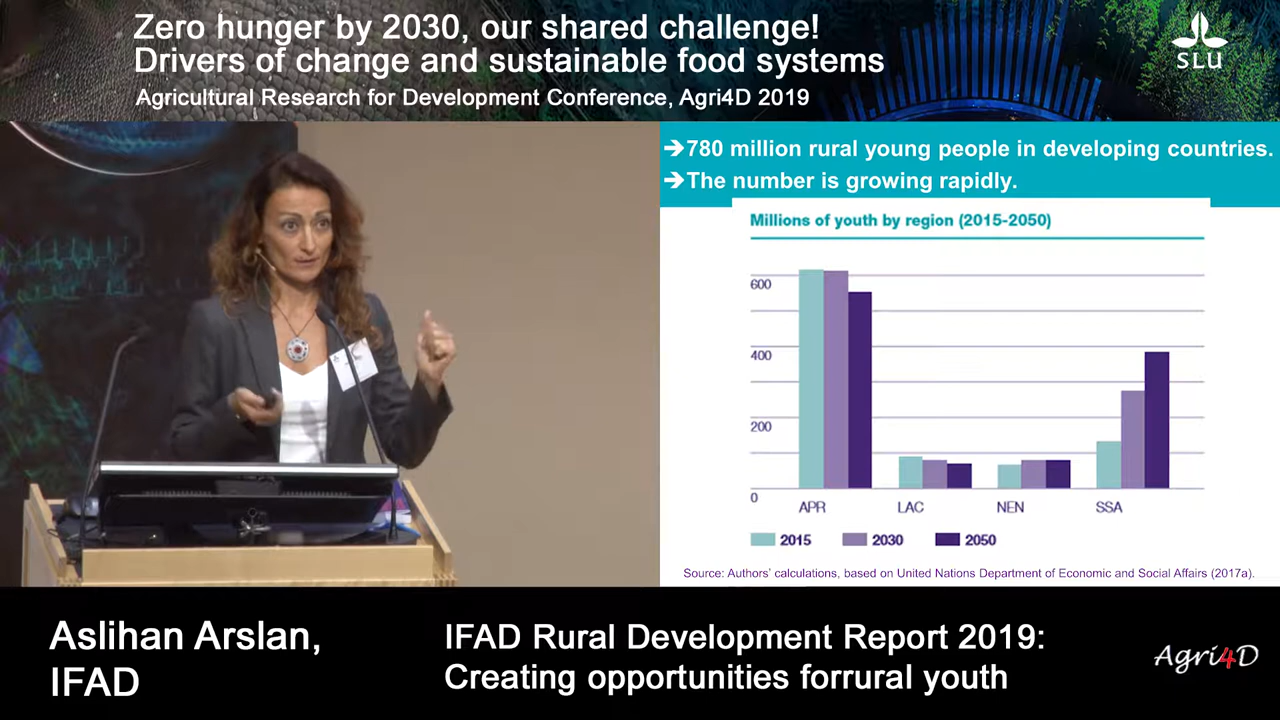 Zero hunger by 2030, our shared challenge!
Drivers of change and sustainable food systems
Agricultural Research for Development Conference, Agri4D 2019
SLU
➔780 million rural young people in developing countries.
➔The number is growing rapidly.
Millions of youth by region (2015-2050)
600
400
200
0
APR LAC NEN SSA
2015 2030 2050
Source: Authors' calculations, based on United Nations Department of Economic and Social Affairs (2017a).
Aslihan Arslan,
IFAD
IFAD Rural Development Report 2019:
Creating opportunities forrural youth
Agri4D